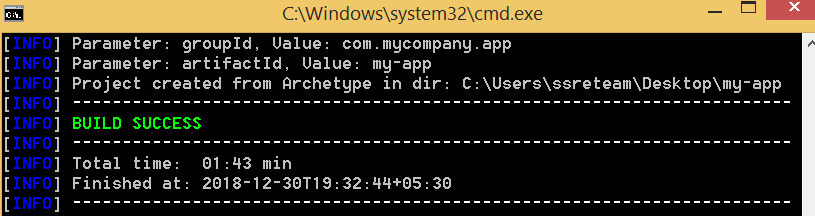 C:\Windows\system32\cmd.exe
[INFO] Parameter: groupId, Value: com.mycompany.app
[INFO] Parameter: artifactId, Value: my-app
[INFO] Project created from Archetype in dir: C:\Users\ssreteam\Desktop\my-app
[INFO] ------------------------------------------------------------------------
[INFO] BUILD SUCCESS
[INFO] ------------------------------------------------------------------------
[INFO] Total time:  01:43 min
[INFO] Finished at: 2018-12-30T19:32:44+05:30
[INFO] ------------------------------------------------------------------------